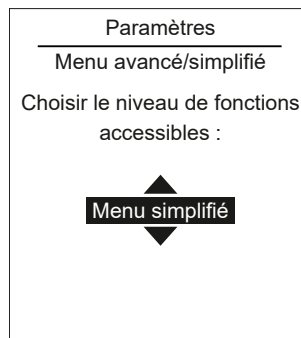 Paramètres
Menu avancé/simplifié
Choisir le niveau de fonctions
accessibles :
Menu simplifié